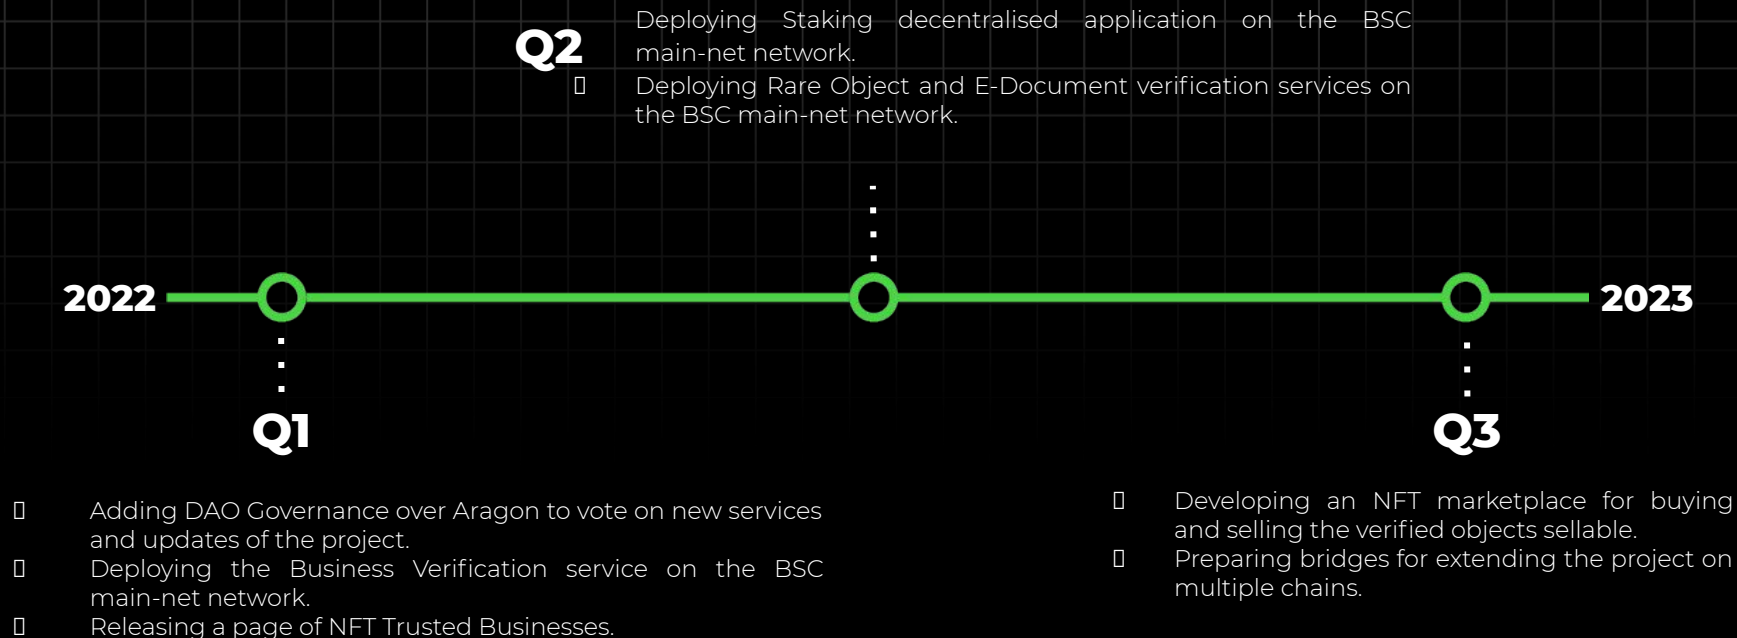 Q2
Deploying Staking decentralised application on the BSC
main-net network.
Deploying Rare Object and E-Document verification services on
the BSC main-net network.
2022
2023
Q1
Adding DAO Governance over Aragon to vote on new services
and updates of the project.
Deploying the Business Verification service on the BSC
main-net network.
Releasing a page of NFT Trusted Businesses.
Q3
Developing an NFT marketplace for buying
and selling the verified objects sellable.
Preparing bridges for extending the project on
multiple chains.